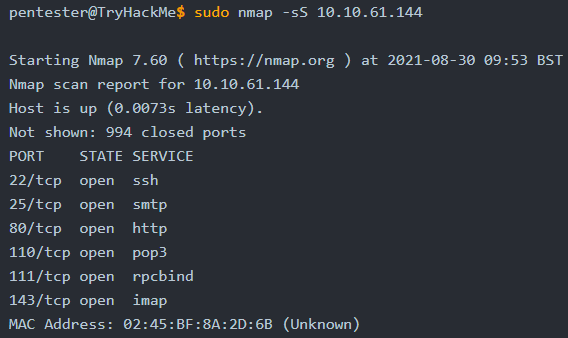 pentester@TryHackMe$ sudo nmap -sS 10.10.61.144
Starting Nmap 7.60 ( https://nmap.org ) at 2021-08-30 09:53 BST
Nmap scan report for 10.10.61.144
Host is up (0.0073s latency).
Not shown: 994 closed ports
PORT    STATE SERVICE
22/tcp  open  ssh
25/tcp  open  smtp
80/tcp  open  http
110/tcp open  pop3
111/tcp open  rpcbind
143/tcp open  imap
MAC Address: 02:45:BF:8A:2D:6B (Unknown)